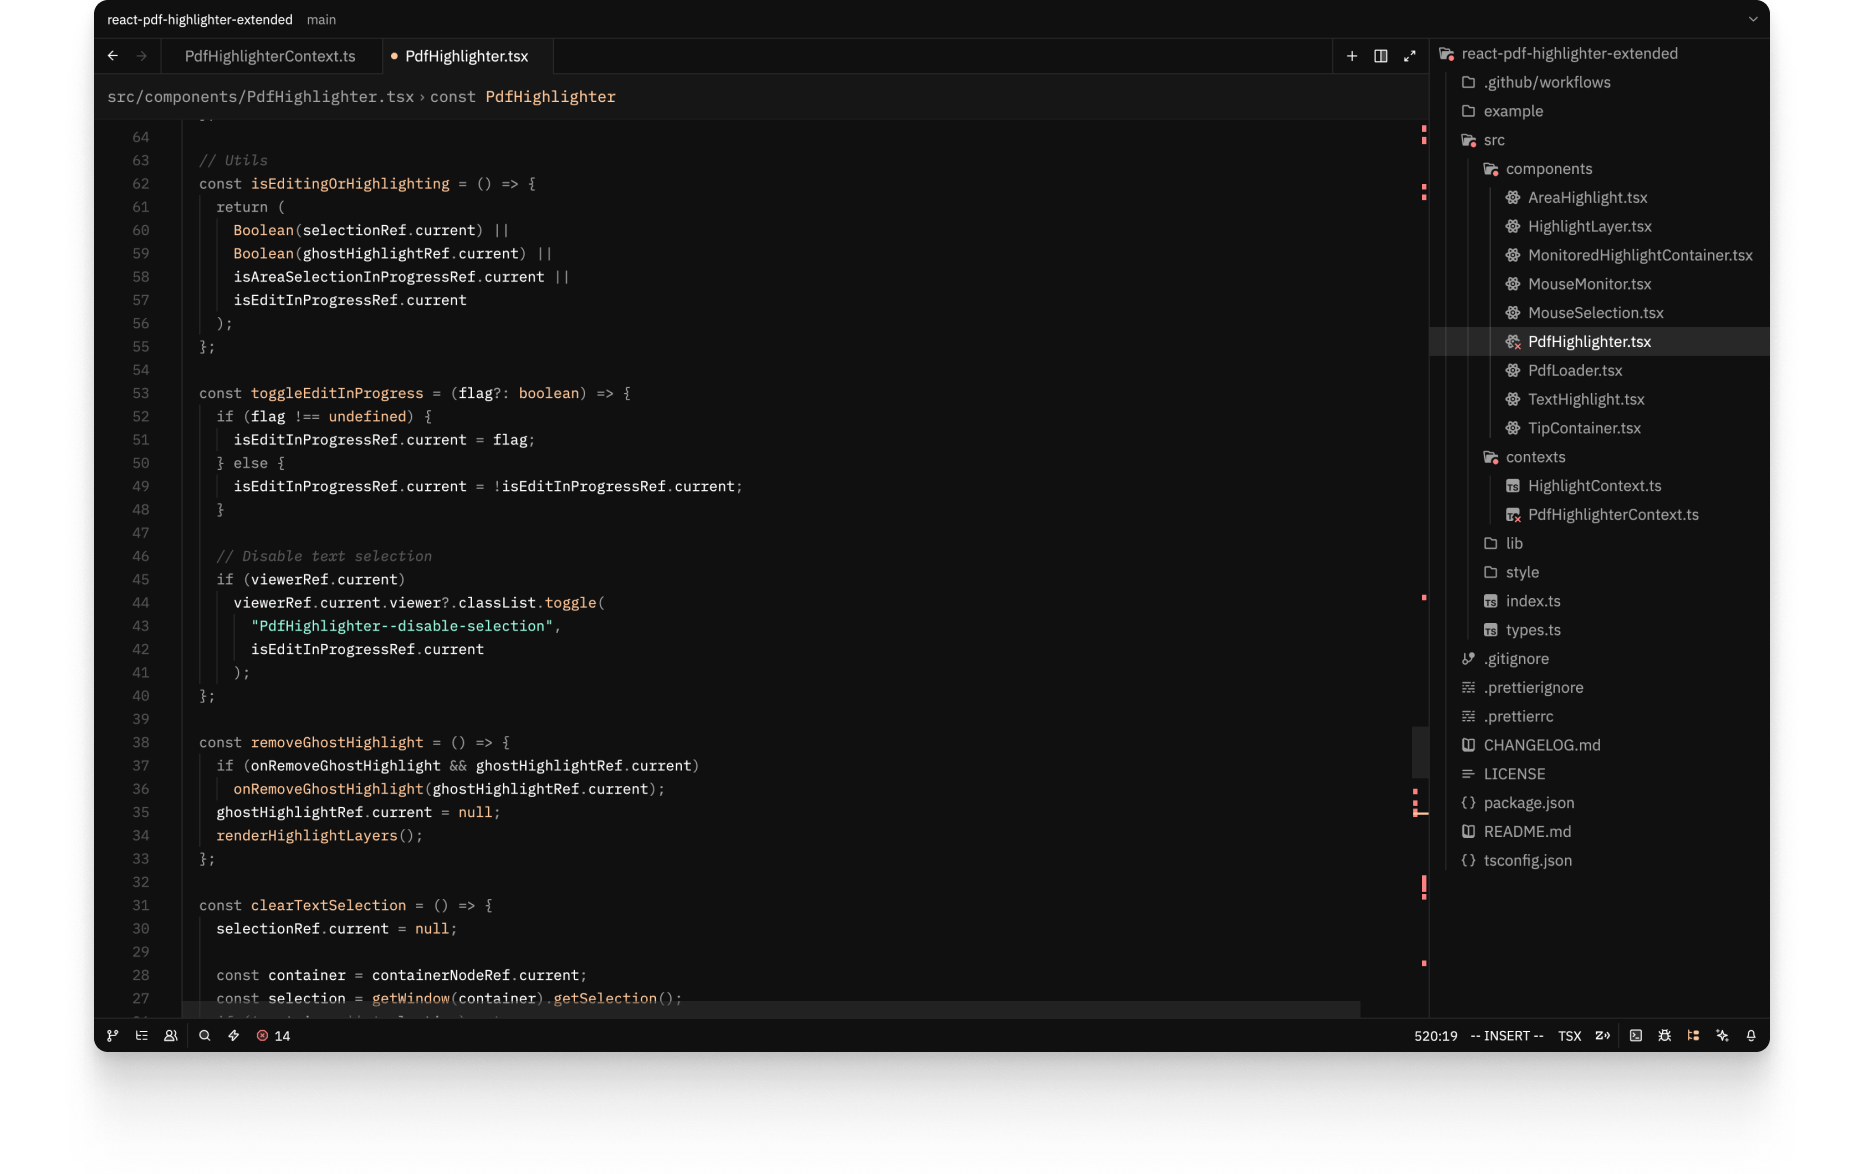 react-pdf-highlighter-extended main
PdfHighlighterContext.ts
PdfHighlighter.tsx
src/components/PdfHighlighter.tsx › const PdfHighlighter
64
63 // Utils
62 const isEditingOrHighlighting = () => {
61 return (
60 Boolean(selectionRef.current) ||
59 Boolean(ghostHighlightRef.current) ||
58 isAreaSelectionInProgressRef.current ||
57 isEditInProgressRef.current
56 );
55 };
54
53 const toggleEditInProgress = (flag?: boolean) => {
52 if (flag !== undefined) {
51 isEditInProgressRef.current = flag;
50 } else {
49 isEditInProgressRef.current = !isEditInProgressRef.current;
48 }
47
46 // Disable text selection
45 if (viewerRef.current)
44 viewerRef.current.viewer?.classList.toggle(
43 "PdfHighlighter--disable-selection",
42 isEditInProgressRef.current
41 );
40 };
39
38 const removeGhostHighlight = () => {
37 if (onRemoveGhostHighlight && ghostHighlightRef.current)
36 onRemoveGhostHighlight(ghostHighlightRef.current);
35 ghostHighlightRef.current = null;
34 renderHighlightLayers();
33 };
32
31 const clearTextSelection = () => {
30 selectionRef.current = null;
29
28 const container = containerNodeRef.current;
27 const selection = getWindow(container).getSelection();
react-pdf-highlighter-extended
.github/workflows
example
src
components
AreaHighlight.tsx
HighlightLayer.tsx
MonitoredHighlightContainer.tsx
MouseMonitor.tsx
MouseSelection.tsx
PdfHighlighter.tsx
PdfLoader.tsx
TextHighlight.tsx
TipContainer.tsx
contexts
HighlightContext.ts
PdfHighlighterContext.ts
lib
style
index.ts
types.ts
.gitignore
.prettierignore
.prettierrc
CHANGELOG.md
LICENSE
package.json
README.md
tsconfig.json
14
520:19 -- INSERT -- TSX